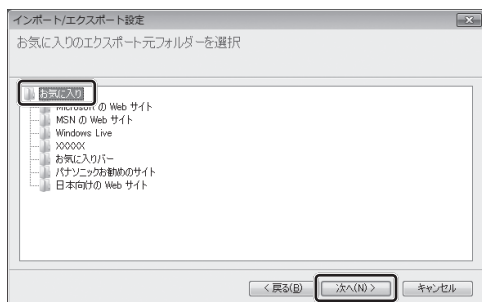 インポート/エクスポート設定
お気に入りのエクスポート元フォルダーを選択
お気に入り
Microsoft の Web サイト
MSN の Web サイト
Windows Live
XXXXX
お気に入りバー
パナソニックお勧めのサイト
日本向けの Web サイト
< 戻る(B) 次へ(N) > キャンセル